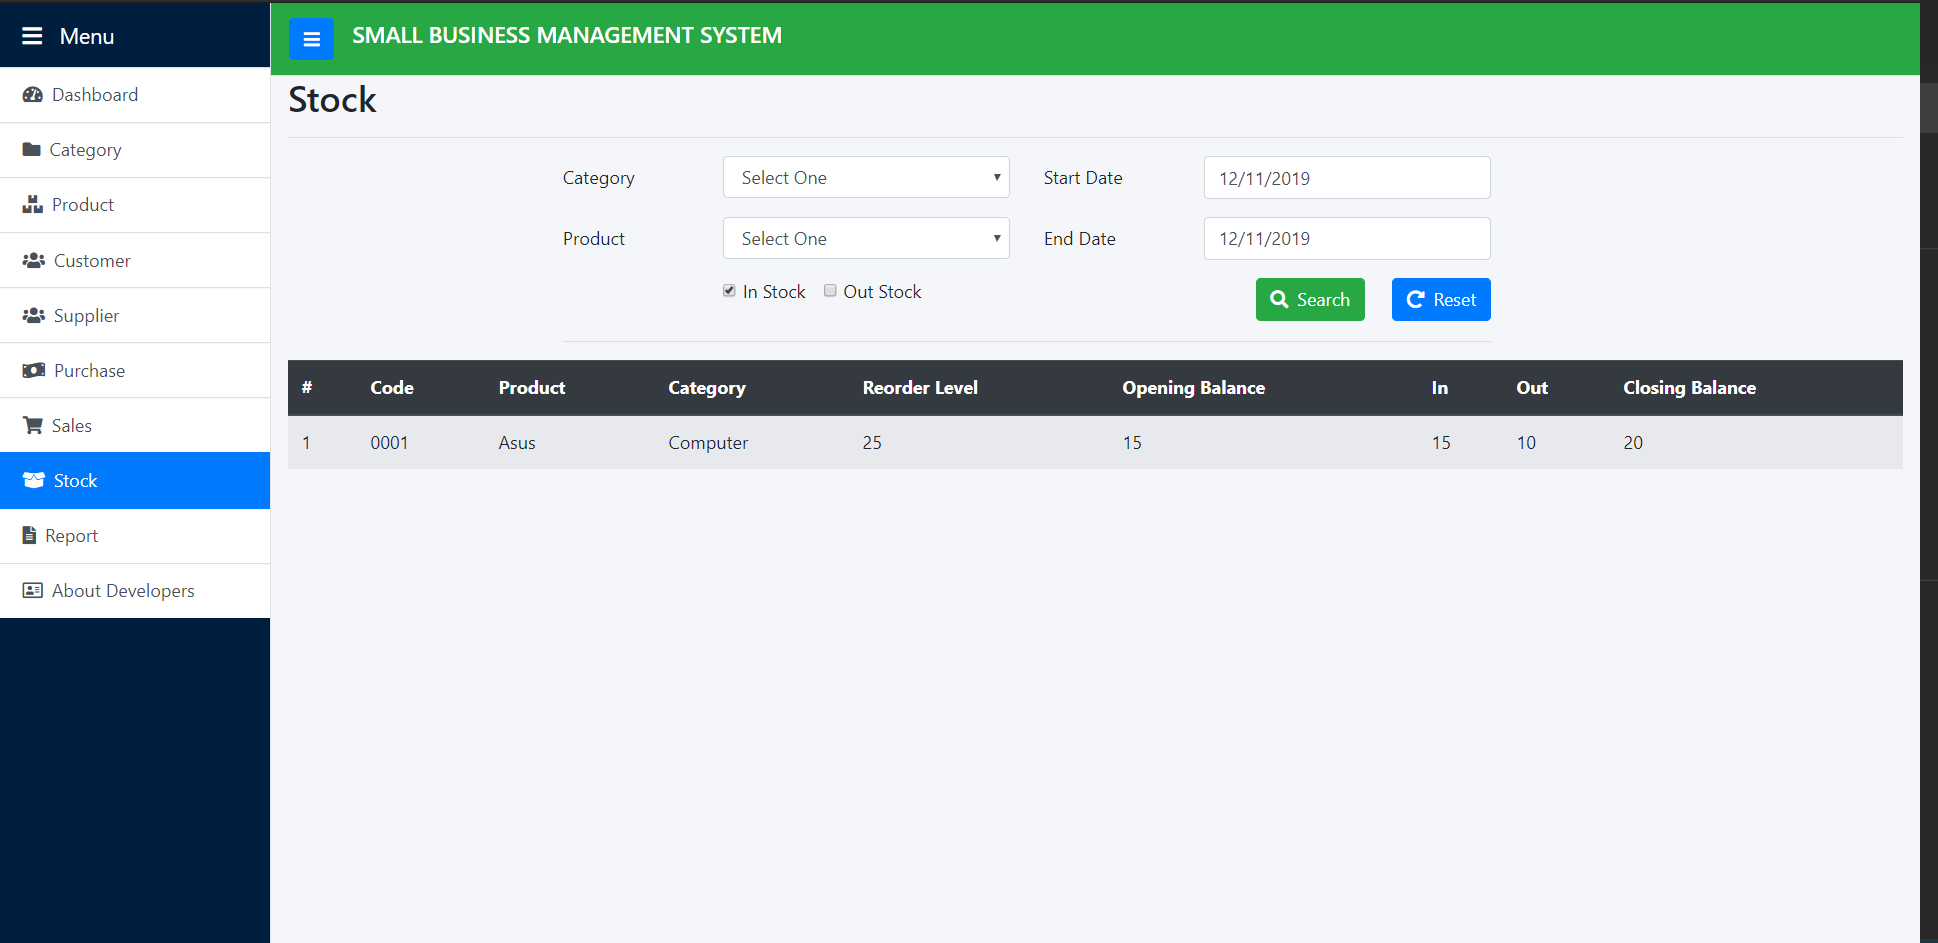 Menu
Dashboard
Category
Product
Customer
Supplier
Purchase
Sales
Stock
Report
About Developers
SMALL BUSINESS MANAGEMENT SYSTEM
Stock
Category Select One Start Date 12/11/2019
Product Select One End Date 12/11/2019
In Stock Out Stock Search Reset
# Code Product Category Reorder Level Opening Balance In Out Closing Balance
1 0001 Asus Computer 25 15 15 10 20